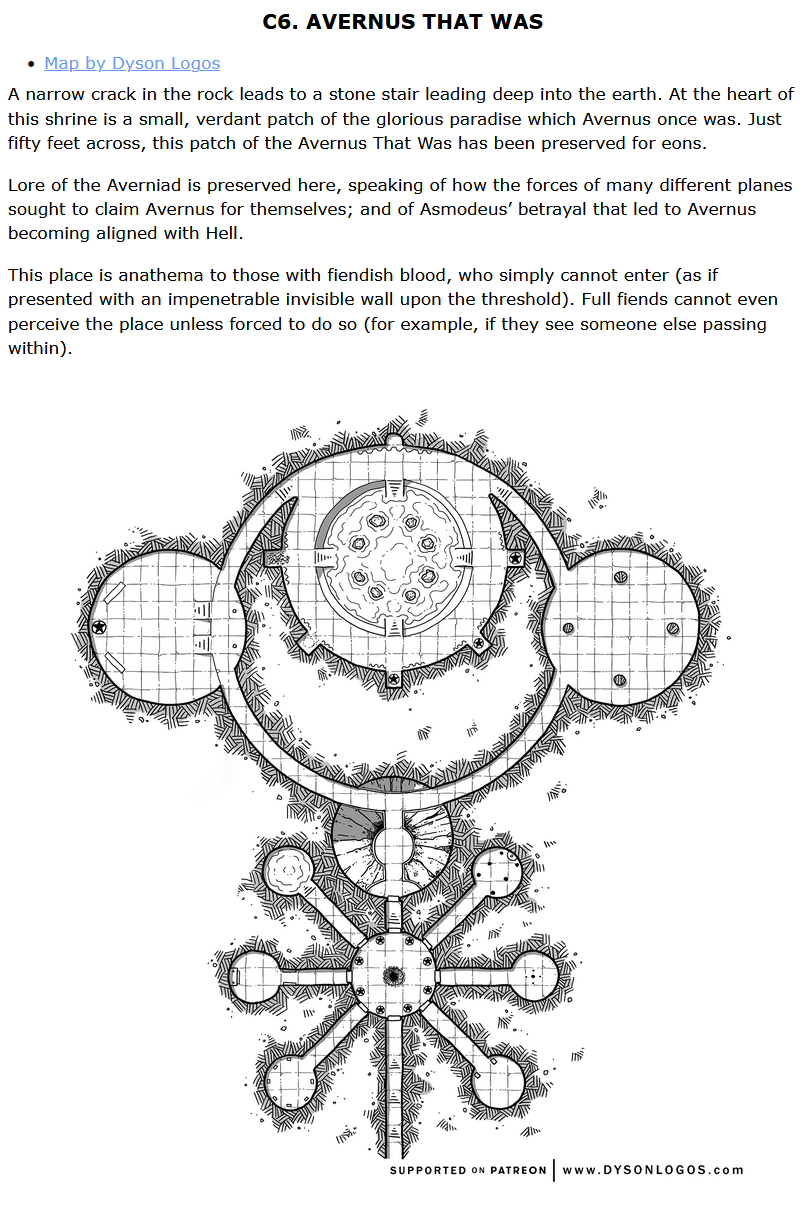 C6. AVERNUS THAT WAS
Map by Dyson Logos
A narrow crack in the rock leads to a stone stair leading deep into the earth. At the heart of
this shrine is a small, verdant patch of the glorious paradise which Avernus once was. Just
fifty feet across, this patch of the Avernus That Was has been preserved for eons.
Lore of the Averniad is preserved here, speaking of how the forces of many different planes
sought to claim Avernus for themselves; and of Asmodeus’ betrayal that led to Avernus
becoming aligned with Hell.
This place is anathema to those with fiendish blood, who simply cannot enter (as if
presented with an impenetrable invisible wall upon the threshold). Full fiends cannot even
perceive the place unless forced to do so (for example, if they see someone else passing
within).
SUPPORTED ON PATREON | www.DYSONLOGOS.com